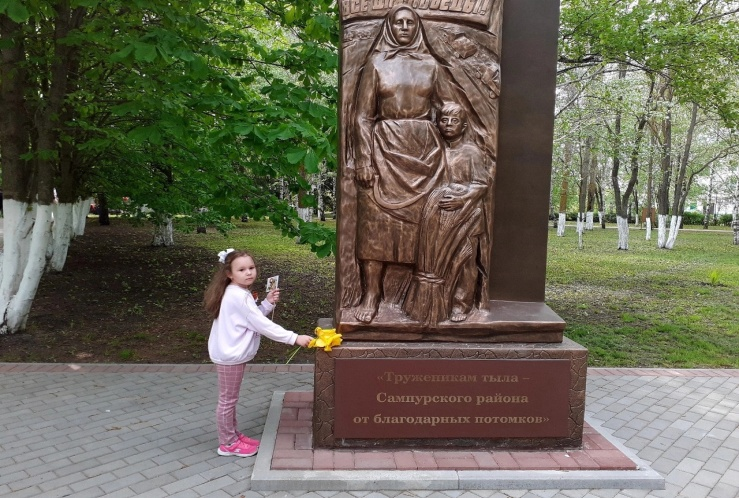 «Труженикам тыла –
Сампурского района
от благодарных потомков»